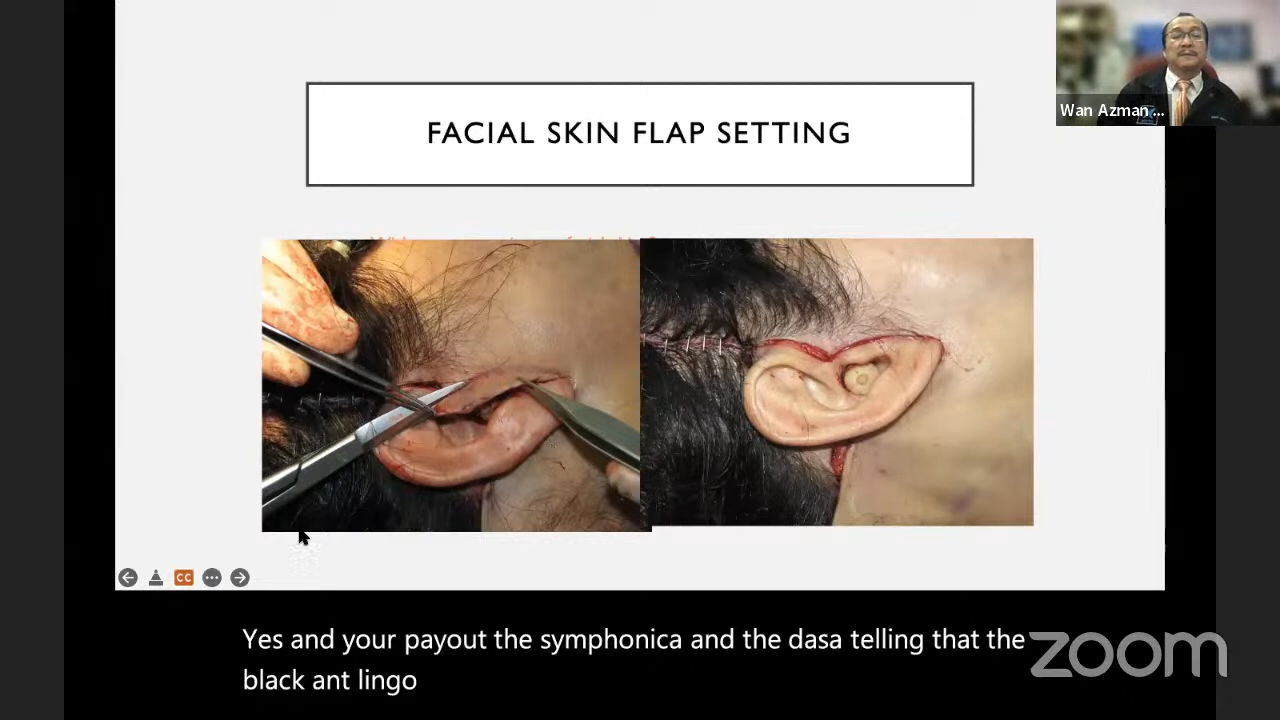 FACIAL SKIN FLAP SETTING
Wan Azman ...
CC
Yes and your payout the symphonica and the dasa telling that the
black ant lingo
zoom